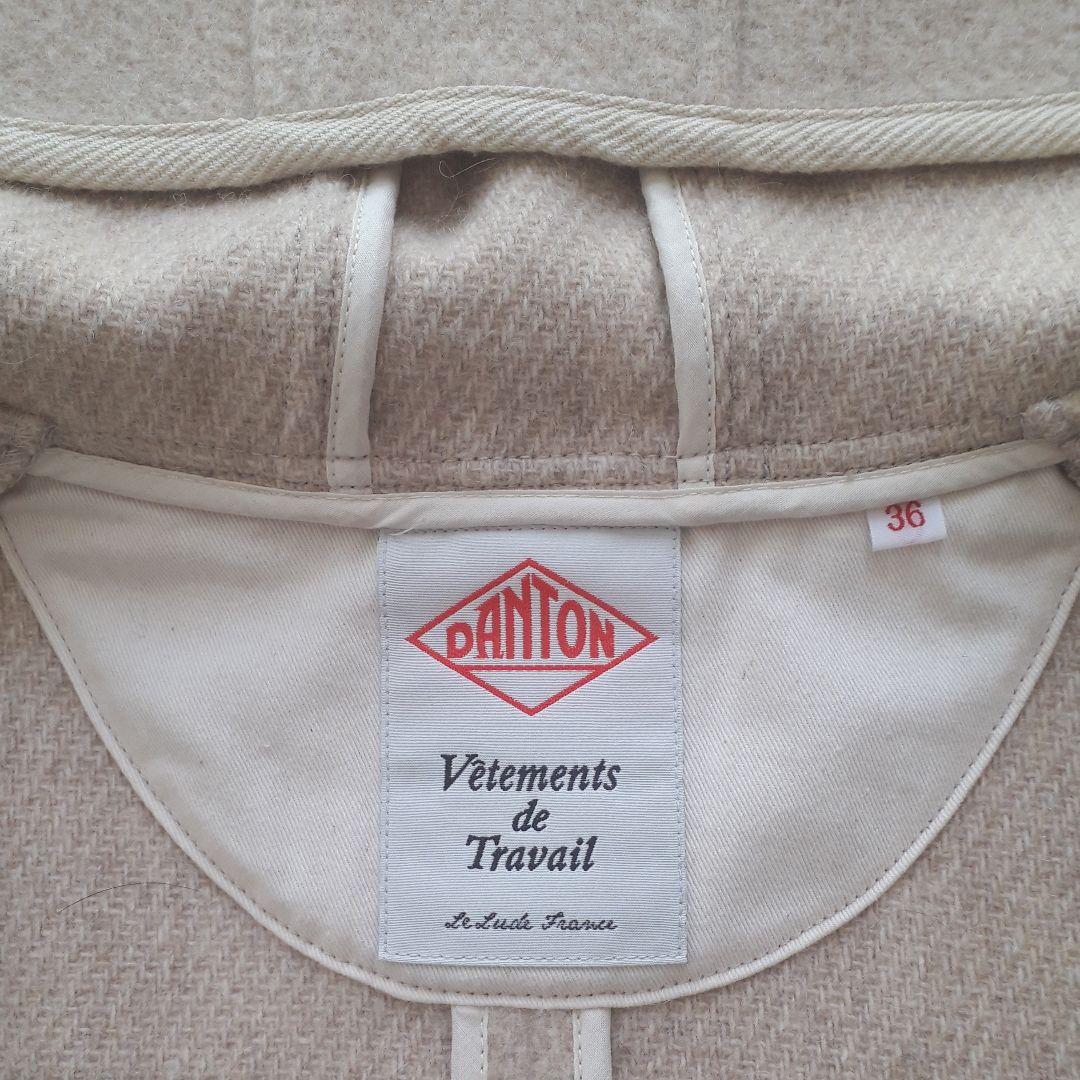 36
DANTON
Vêtements
de
Travail
Le Lude France